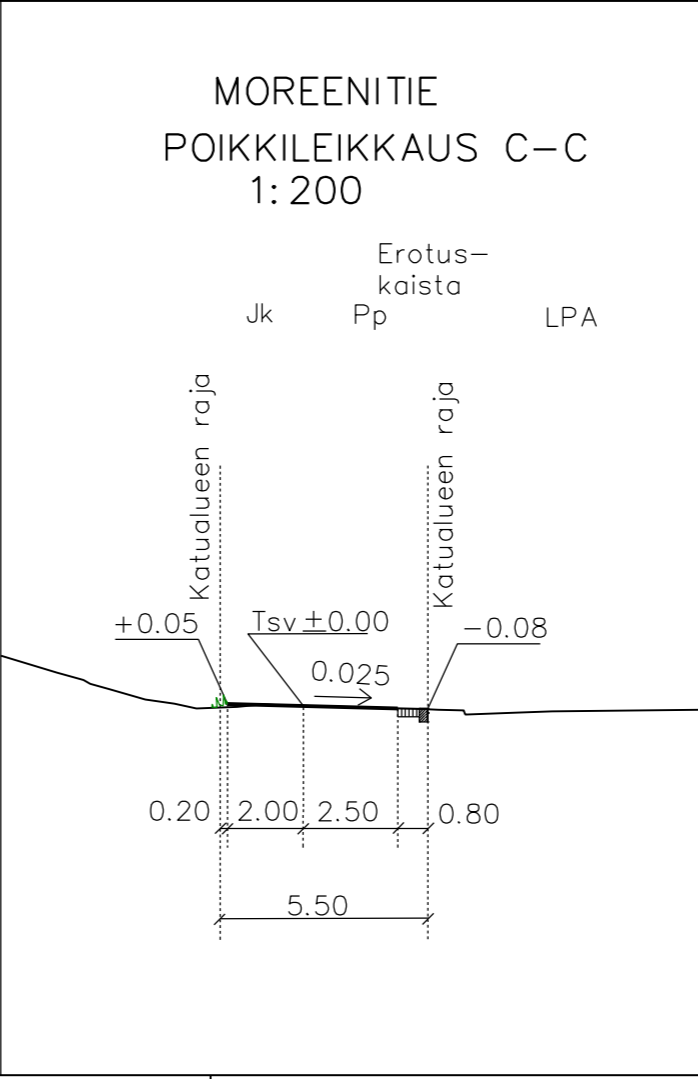 MOREENITIE
POIKKILEIKKAUS C-C
1:200
Erotus-
kaista
Jk Pp LPA
Katualueen raja
Katualueen raja
+0.05 Tsv ±0.00 -0.08
0.025
0.20 2.00 2.50 0.80
5.50